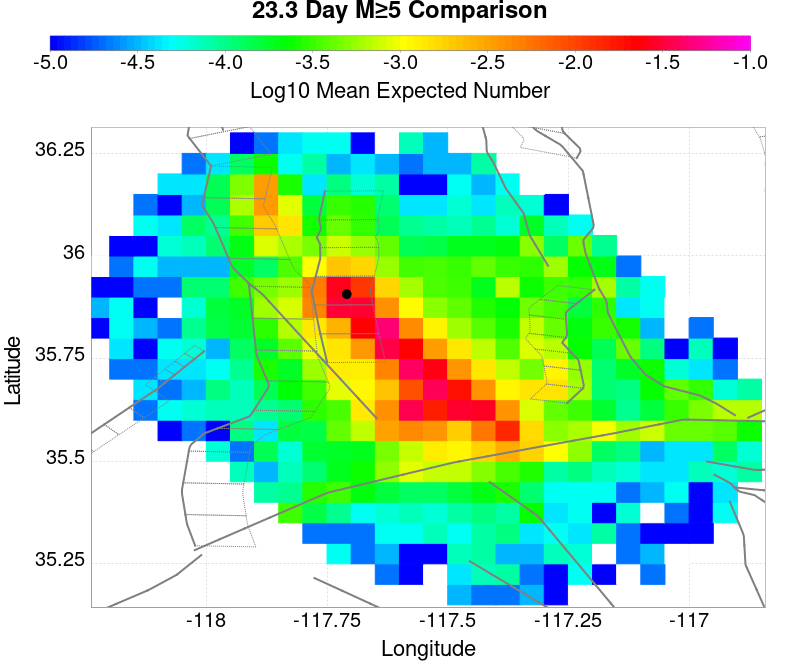 23.3 Day M≥5 Comparison
-5.0 -4.5 -4.0 -3.5 -3.0 -2.5 -2.0 -1.5 -1.0
Log10 Mean Expected Number
36.25
36
35.75
35.5
35.25
Latitude
-118 -117.75 -117.5 -117.25 -117
Longitude